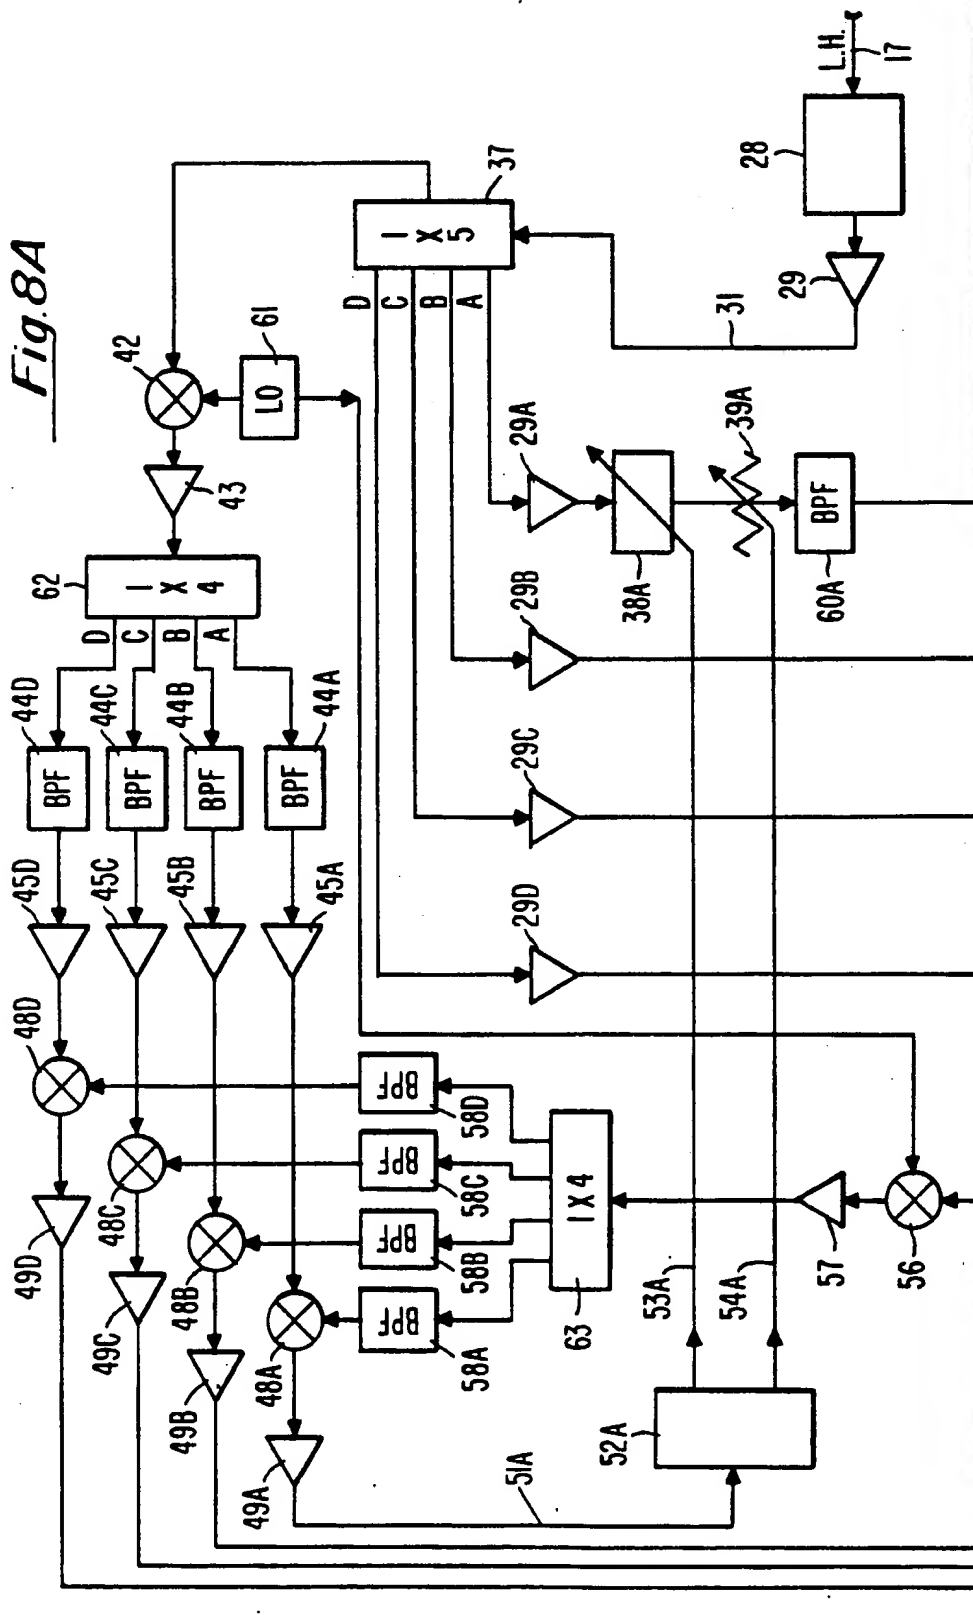 Fig. 8A
L.H.
17
28
29
31
37
1 X 5
D
C
B
A
42
LO
61
43
62
1 X 4
D
C
B
A
44D
BPF
44C
BPF
44B
BPF
44A
BPF
45D
45C
45B
45A
29A
29B
29C
29D
38A
39A
BPF
60A
48D
48C
48B
48A
49D
49C
49B
49A
BPF
58D
BPF
58C
BPF
58B
BPF
58A
1 X 4
63
57
56
53A
54A
52A
51A